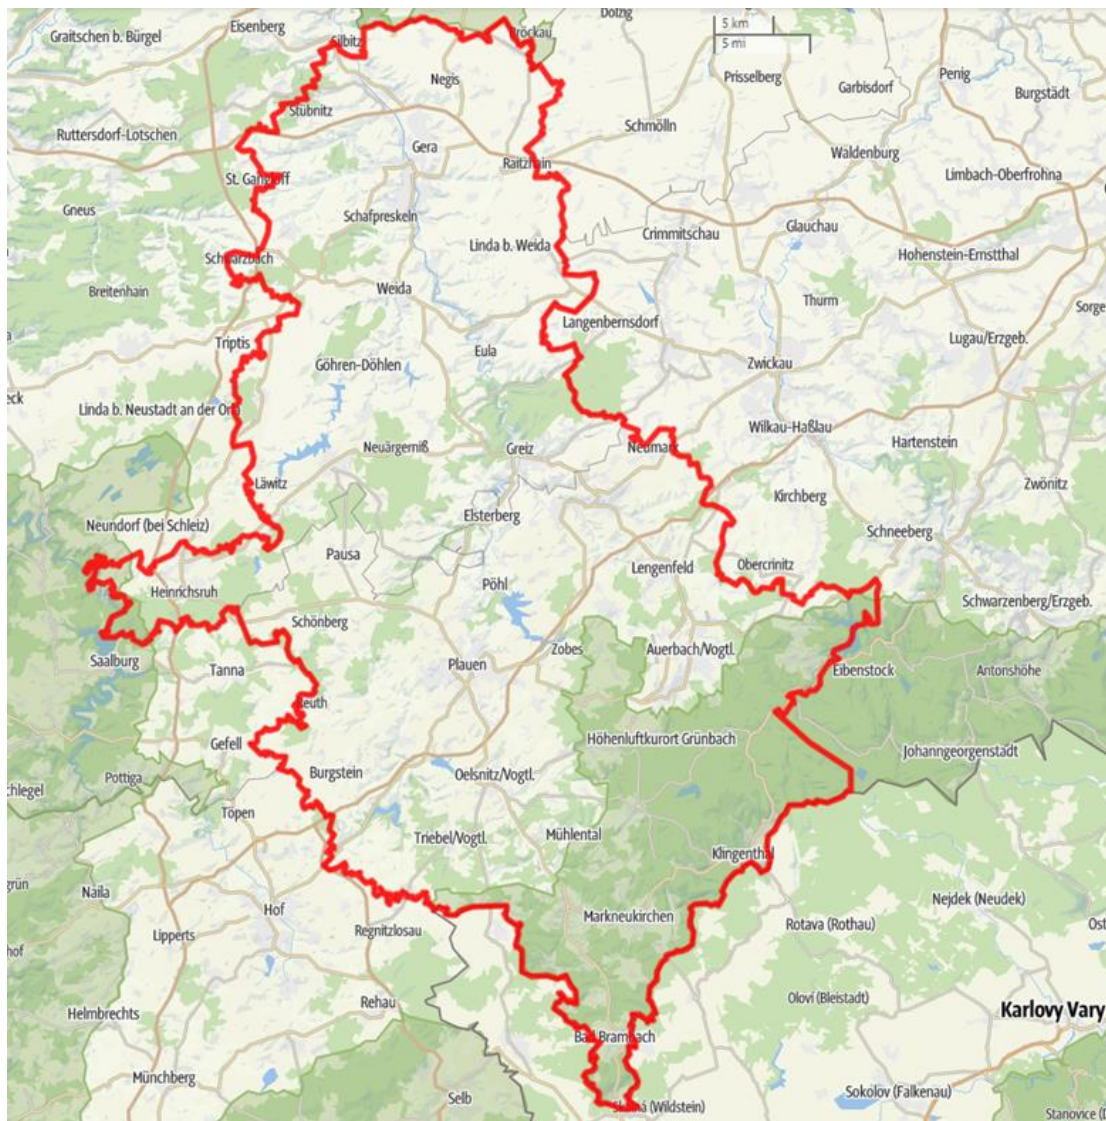 Dolzig
Graitschen b. Bürgel
Eisenberg
5 km
5 mi
Silbitz
Bröckau
Negis
Prisselberg
Penig
Garbisdorf
Burgstädt
Stübnitz
Ruttersdorf-Lotschen
Schmölln
Gera
Waldenburg
Raitzhain
Limbach-Oberfrohna
St. Gangloff
Gneus
Schafpreskeln
Glauchau
Crimmitschau
Linda b. Weida
Hohenstein-Ernstthal
Schwarzbach
Breitenhain
Weida
Thurm
Langenbernsdorf
Triptis
Eula
Lugau/Erzgeb.
Göhren-Döhlen
Zwickau
Linda b. Neustadt an der Orla
Wilkau-Haßlau
Hartenstein
Neuärgerniß
Greiz
Neumark
Läwitz
Zwönitz
Kirchberg
Elsterberg
Neundorf (bei Schleiz)
Schneeberg
Pausa
Lengenfeld
Obercrinitz
Pöhl
Heinrichsruh
Schwarzenberg/Erzgeb.
Schönberg
Zobes
Auerbach/Vogtl.
Saalburg
Tanna
Plauen
Eibenstock
Antonshöhe
Reuth
Gefell
Höhenluftkurort Grünbach
Johanngeorgenstadt
Pottiga
Burgstein
Oelsnitz/Vogtl.
Töpen
Triebel/Vogtl.
Mühlental
Klingenthal
Naila
Nejdek (Neudek)
Hof
Markneukirchen
Rotava (Rothau)
Lipperts
Regnitzlosau
Rehau
Oloví (Bleistadt)
Karlovy Vary
Helmbrechts
Bad Brambach
Münchberg
Selb
Sokolov (Falkenau)
(Wildstein)